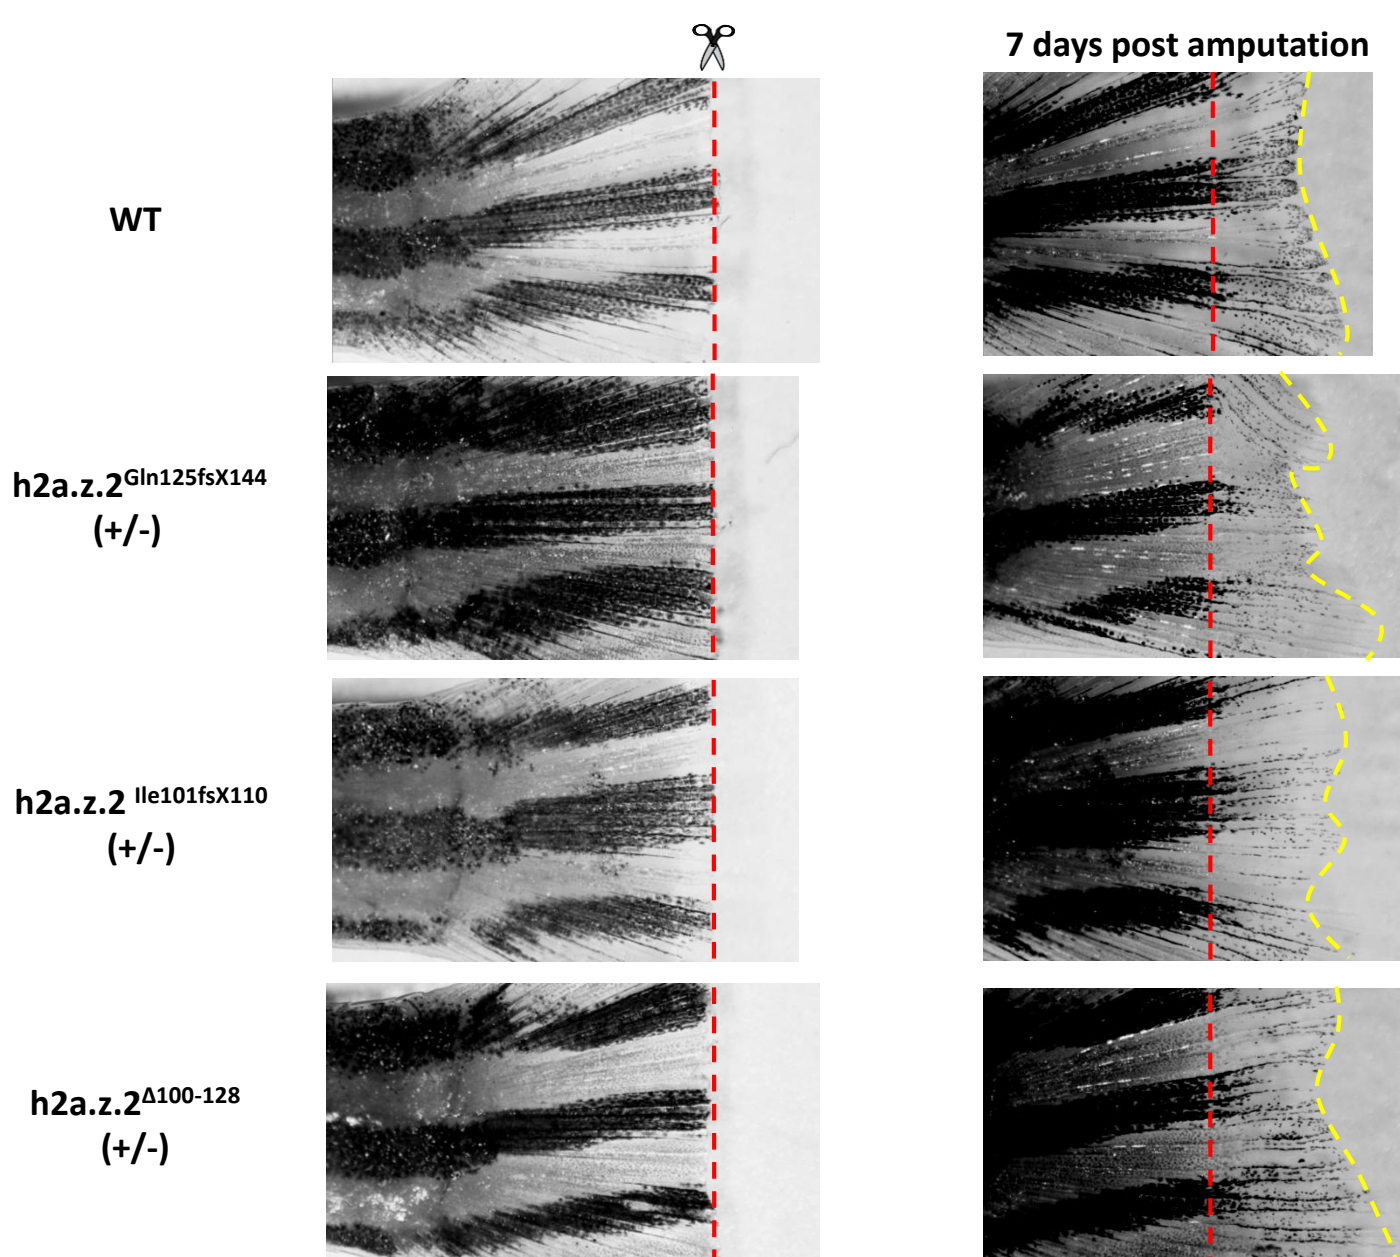 7 days post amputation
WT
h2a.z.2Gln125fsX144
(+/-)
h2a.z.2 Ile101fsX110
(+/-)
h2a.z.2Δ100-128
(+/-)